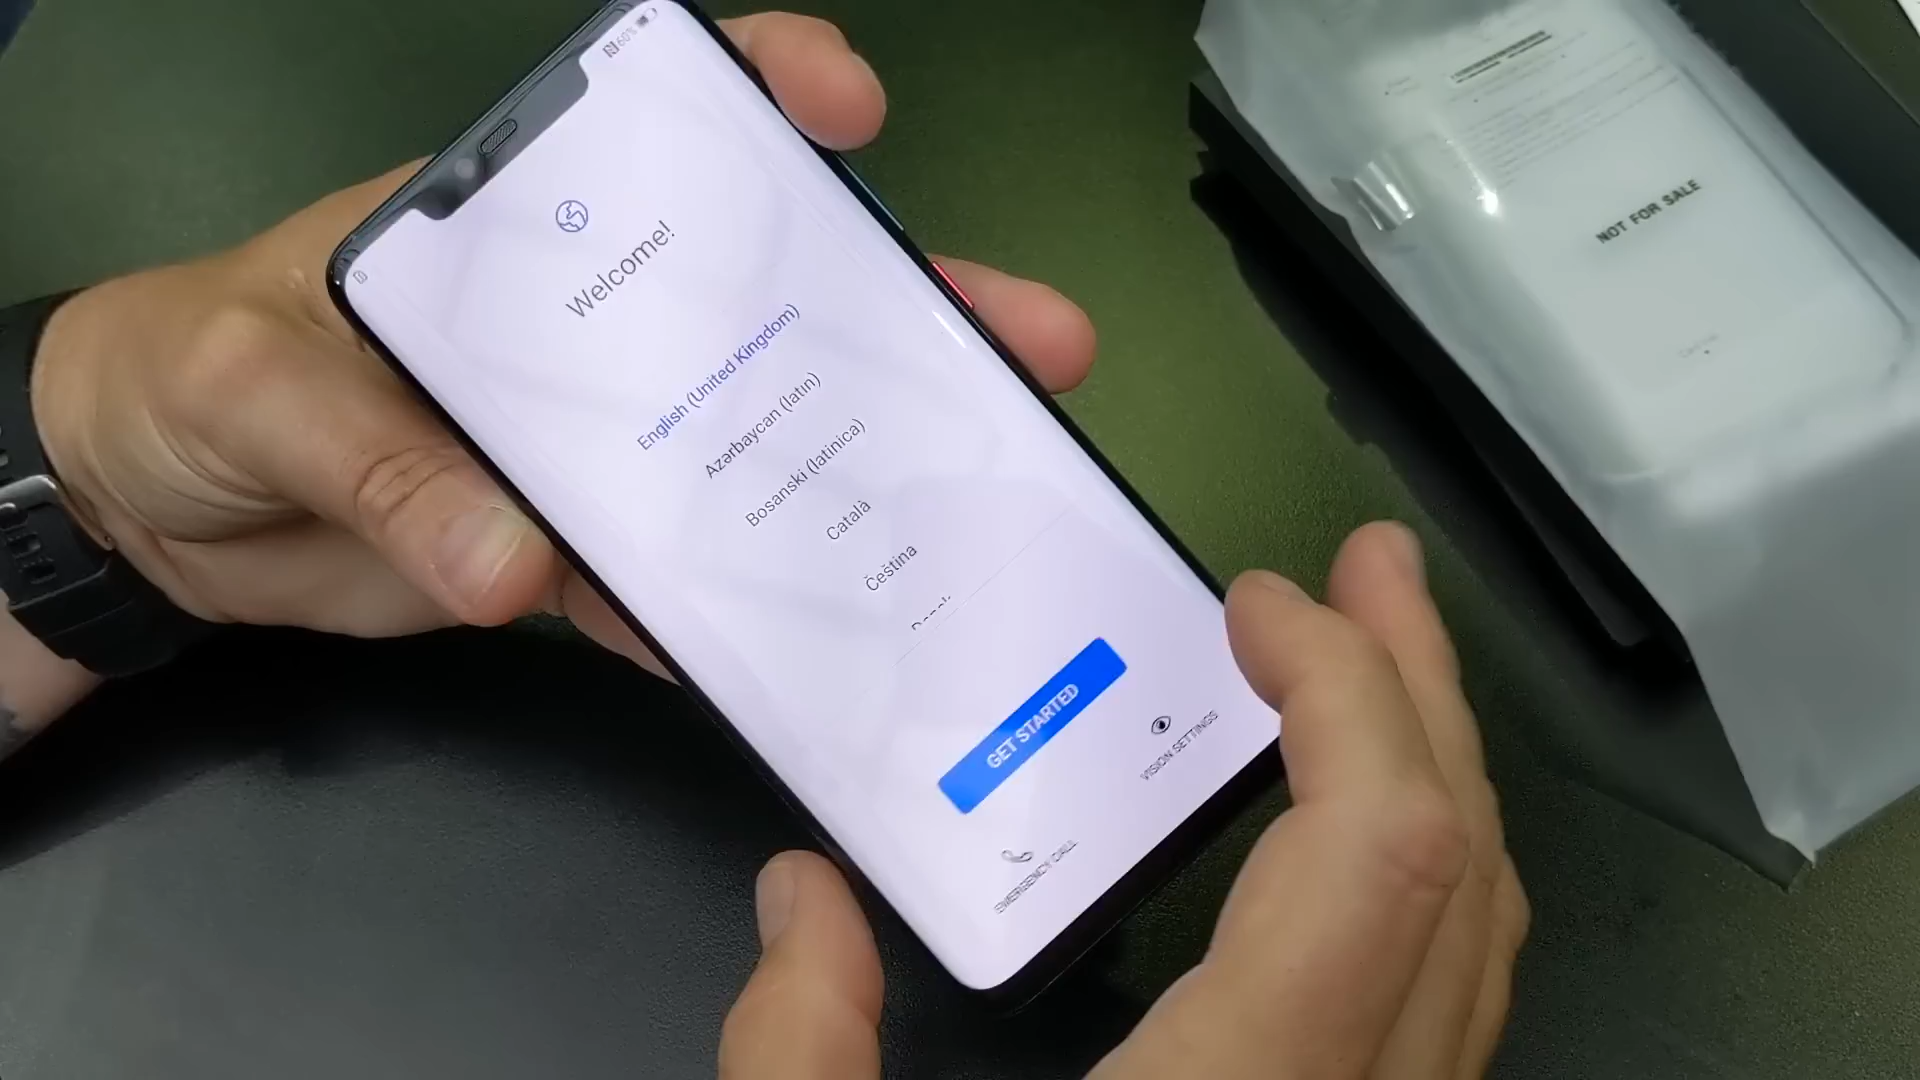 60%
Welcome!
English (United Kingdom)
Azərbaycan (latın)
Bosanski (latinica)
Català
Čeština
GET STARTED
VISION SETTINGS
EMERGENCY CALL
NOT FOR SALE